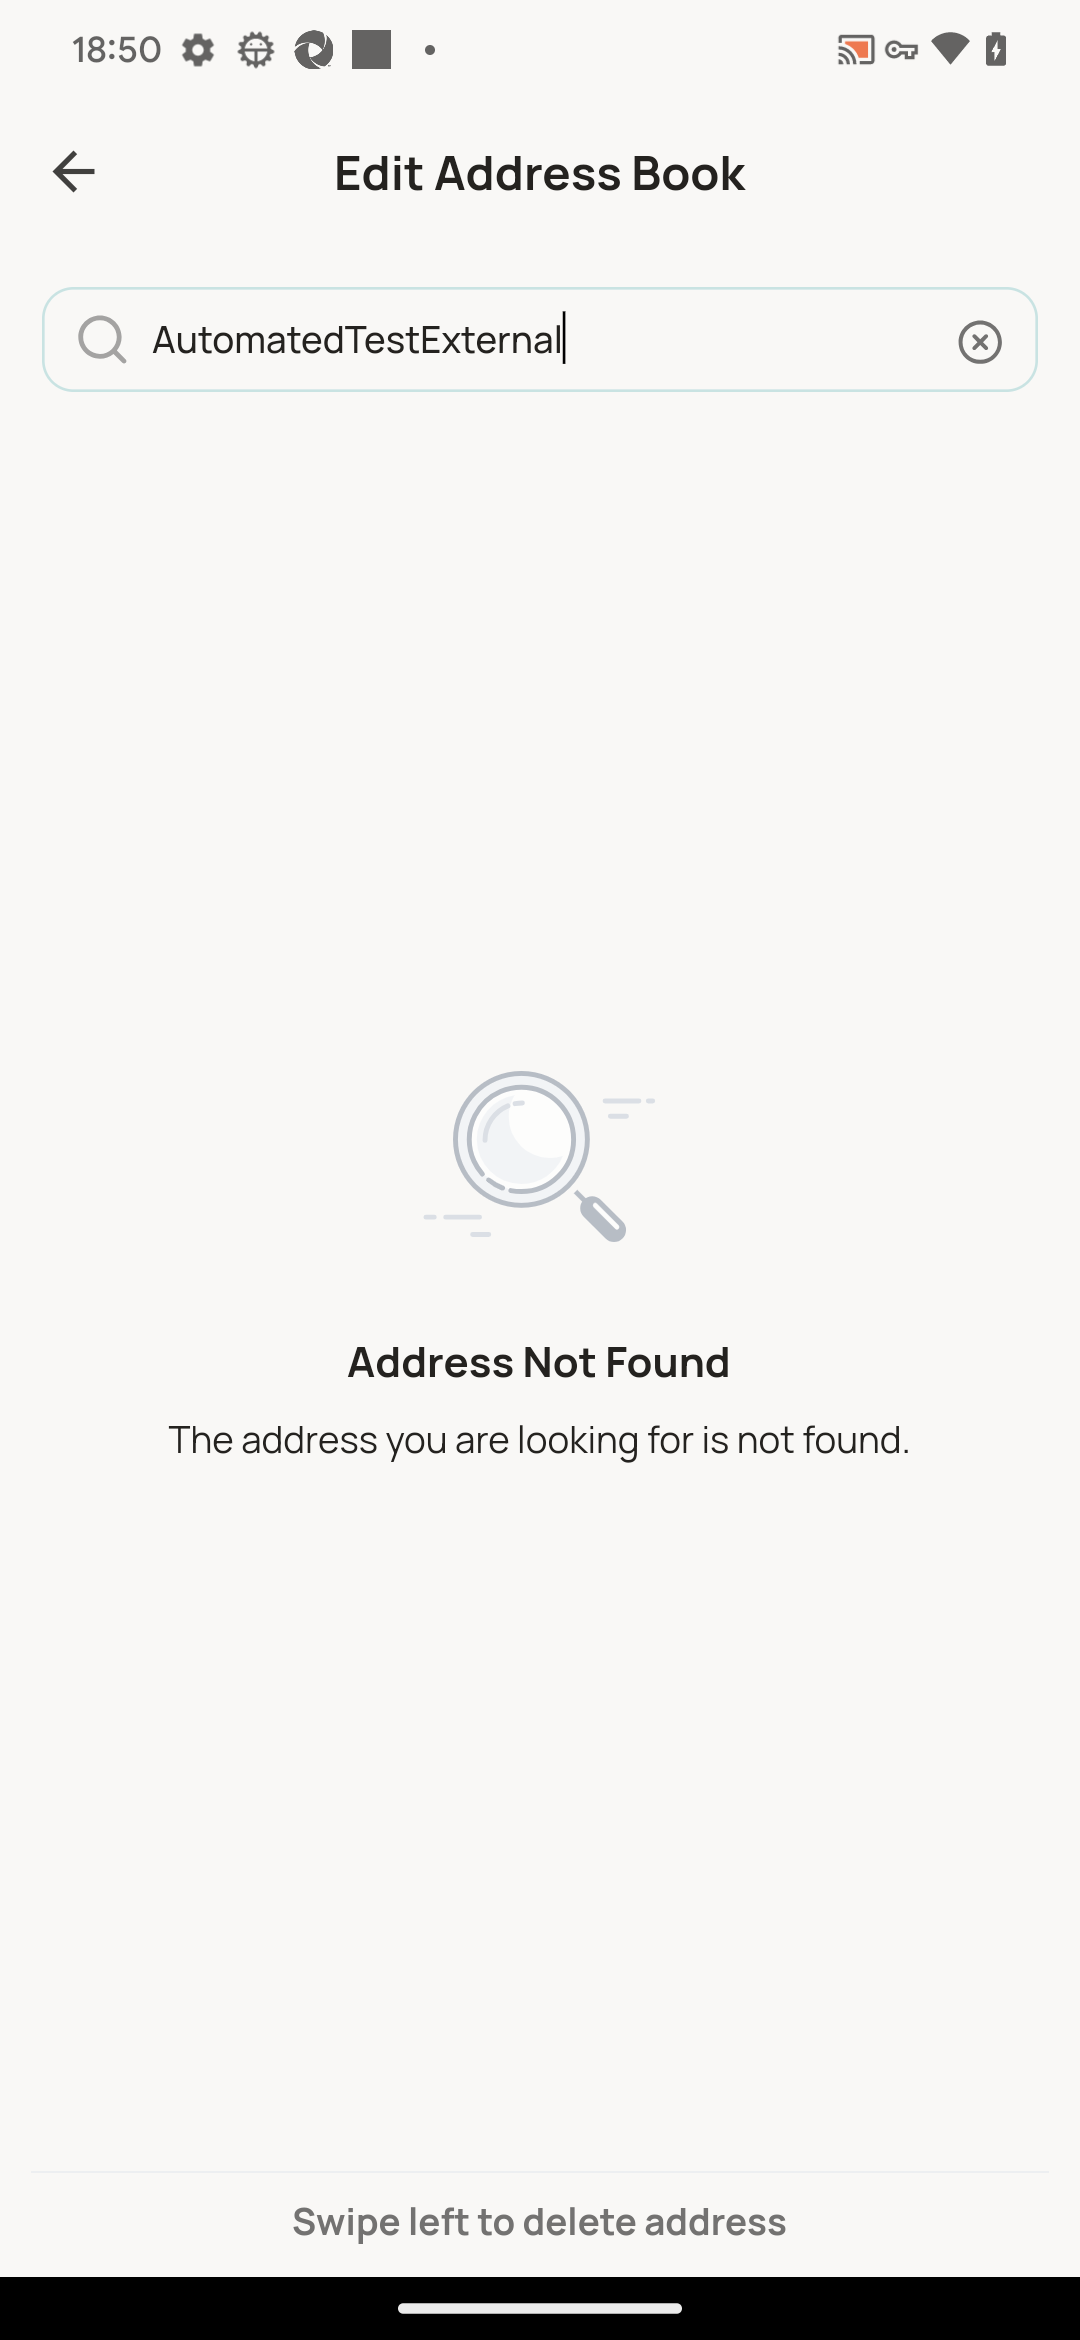 18:50
Edit Address Book
AutomatedTestExternal
Address Not Found
The address you are looking for is not found.
Swipe left to delete address